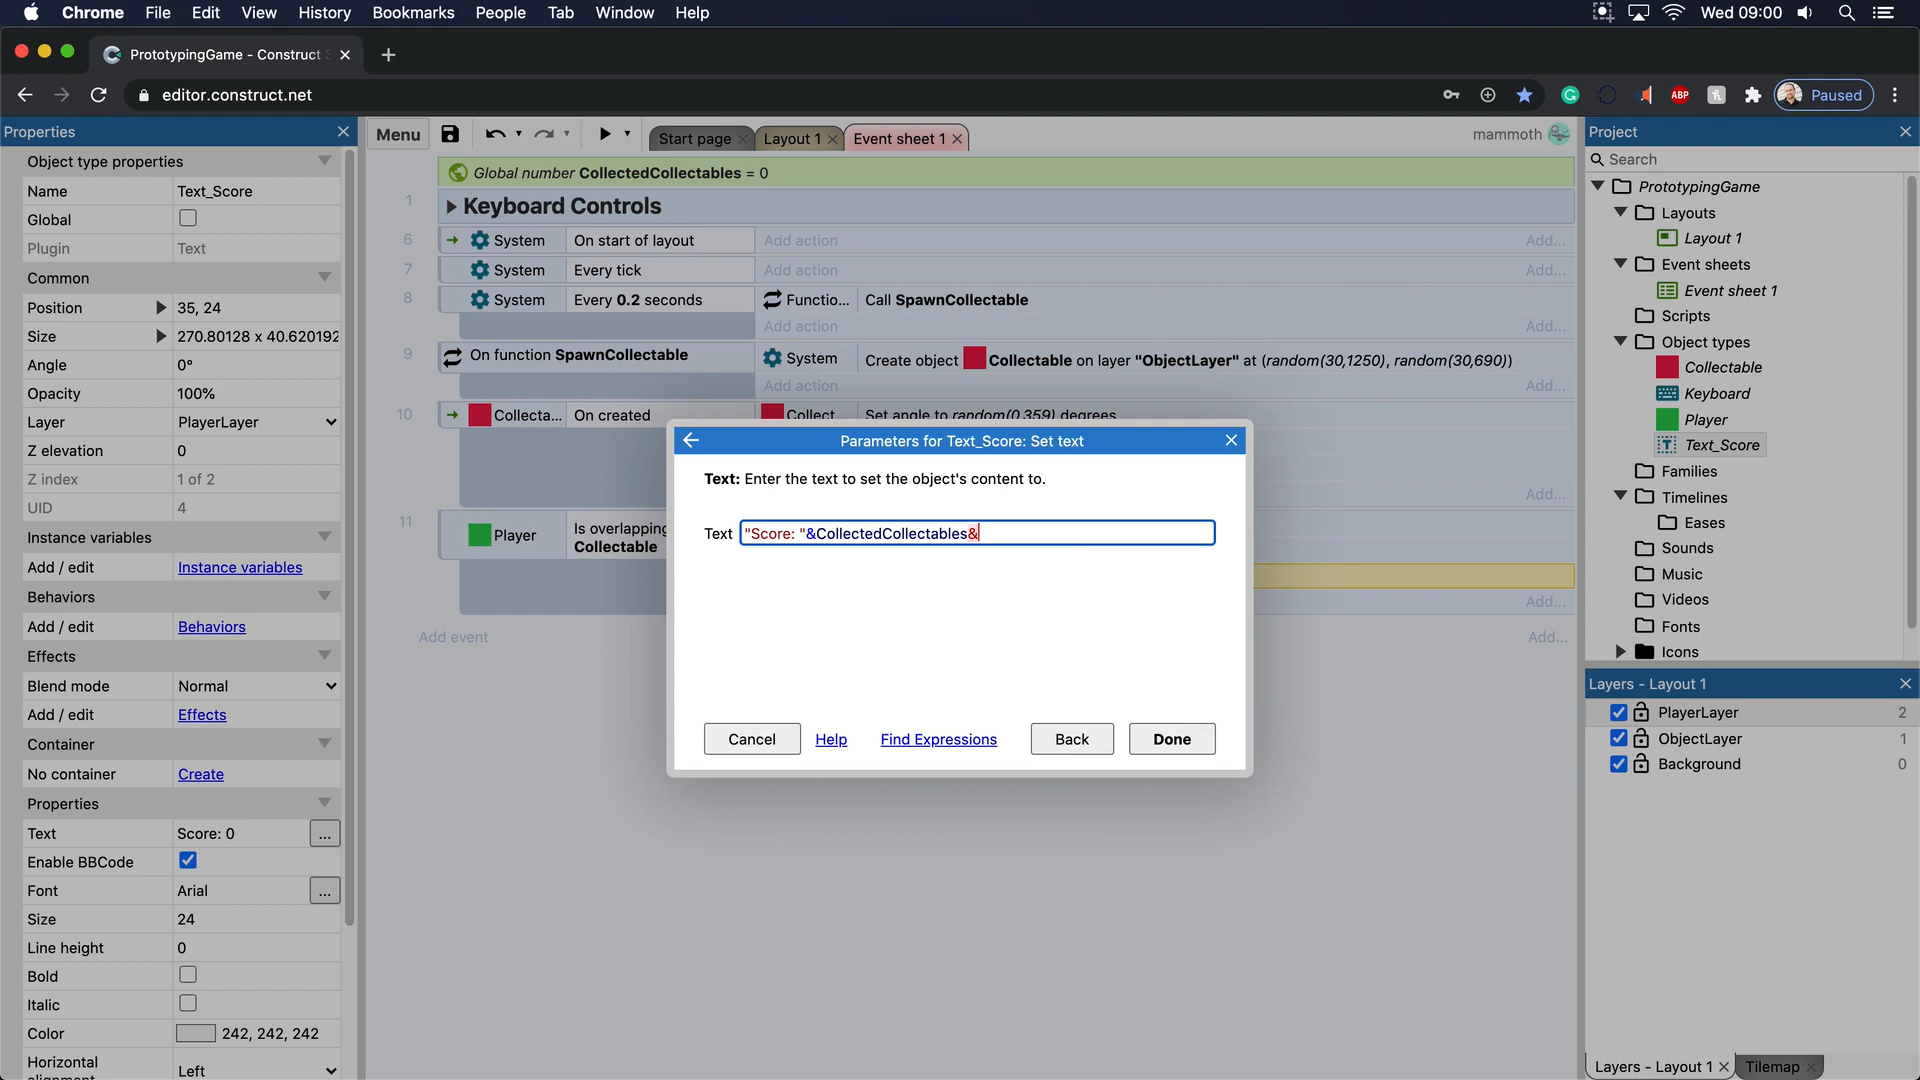 Chrome File Edit View History Bookmarks People Tab Window Help Wed 09:00
PrototypingGame - Construct 3
editor.construct.net ABP Paused
Properties
Menu Start page Layout 1 Event sheet 1 mammoth
Project
Search
Object type properties
Name Text_Score
Global
Plugin Text
Common
Position 35, 24
Size 270.80128 x 40.620192
Angle 0°
Opacity 100%
Layer PlayerLayer
Z elevation 0
Z index 1 of 2
UID 4
Instance variables
Add / edit Instance variables
Behaviors
Add / edit Behaviors
Effects
Blend mode Normal
Add / edit Effects
Container
No container Create
Properties
Text Score: 0 ...
Enable BBCode
Font Arial ...
Size 24
Line height 0
Bold
Italic
Color 242, 242, 242
Horizontal
Left
Global number CollectedCollectables = 0
1 Keyboard Controls
6 System On start of layout Add action Add...
7 System Every tick Add action Add...
8 System Every 0.2 seconds Functio... Call SpawnCollectable
Add action Add...
9 On function SpawnCollectable System Create object Collectable on layer "ObjectLayer" at (random(30,1250), random(30,690))
Add action Add...
10 Collecta... On created Collect... Set angle to random(0,359) degrees
Add...
11 Player Is overlapping
Collectable
Add...
Add event Add...
Parameters for Text_Score: Set text
Text: Enter the text to set the object's content to.
Text "Score: "&CollectedCollectables&
Cancel Help Find Expressions Back Done
PrototypingGame
Layouts
Layout 1
Event sheets
Event sheet 1
Scripts
Object types
Collectable
Keyboard
Player
Text_Score
Families
Timelines
Eases
Sounds
Music
Videos
Fonts
Icons
Layers - Layout 1
PlayerLayer 2
ObjectLayer 1
Background 0
Layers - Layout 1 Tilemap